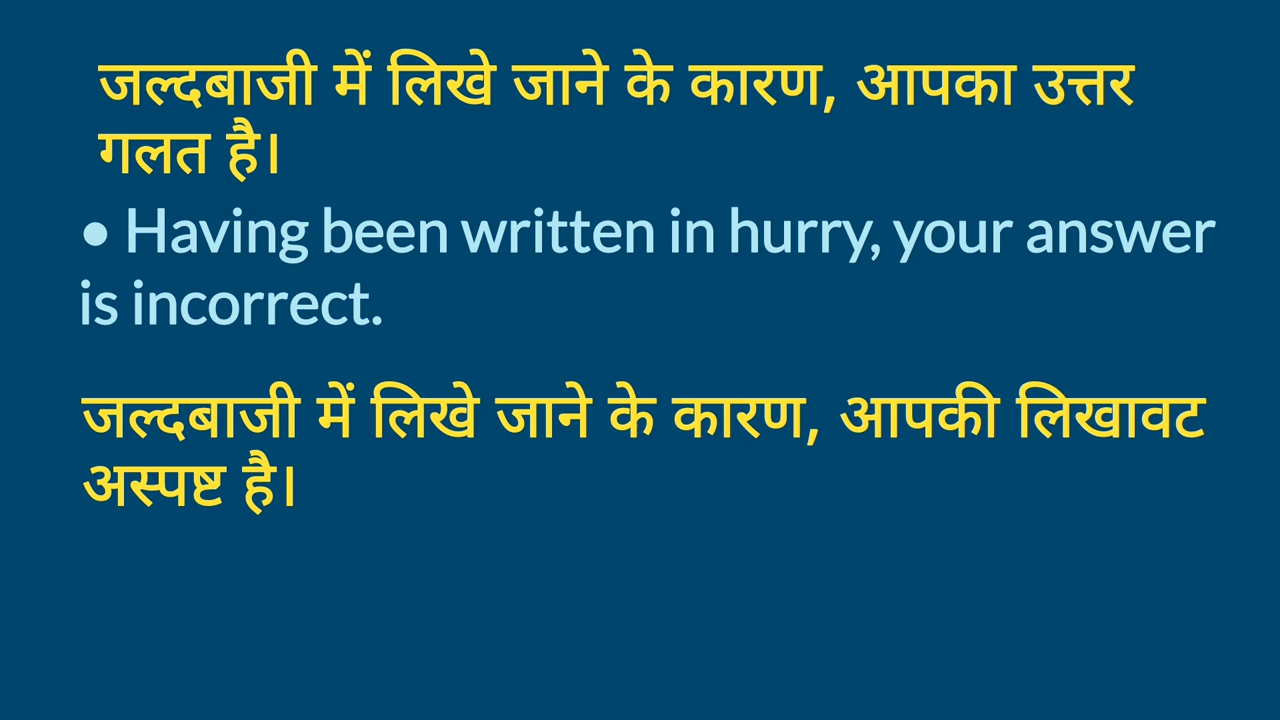 जल्दबाजी में लिखे जाने के कारण, आपका उत्तर
गलत है।
• Having been written in hurry, your answer
is incorrect.
जल्दबाजी में लिखे जाने के कारण, आपकी लिखावट
अस्पष्ट है।